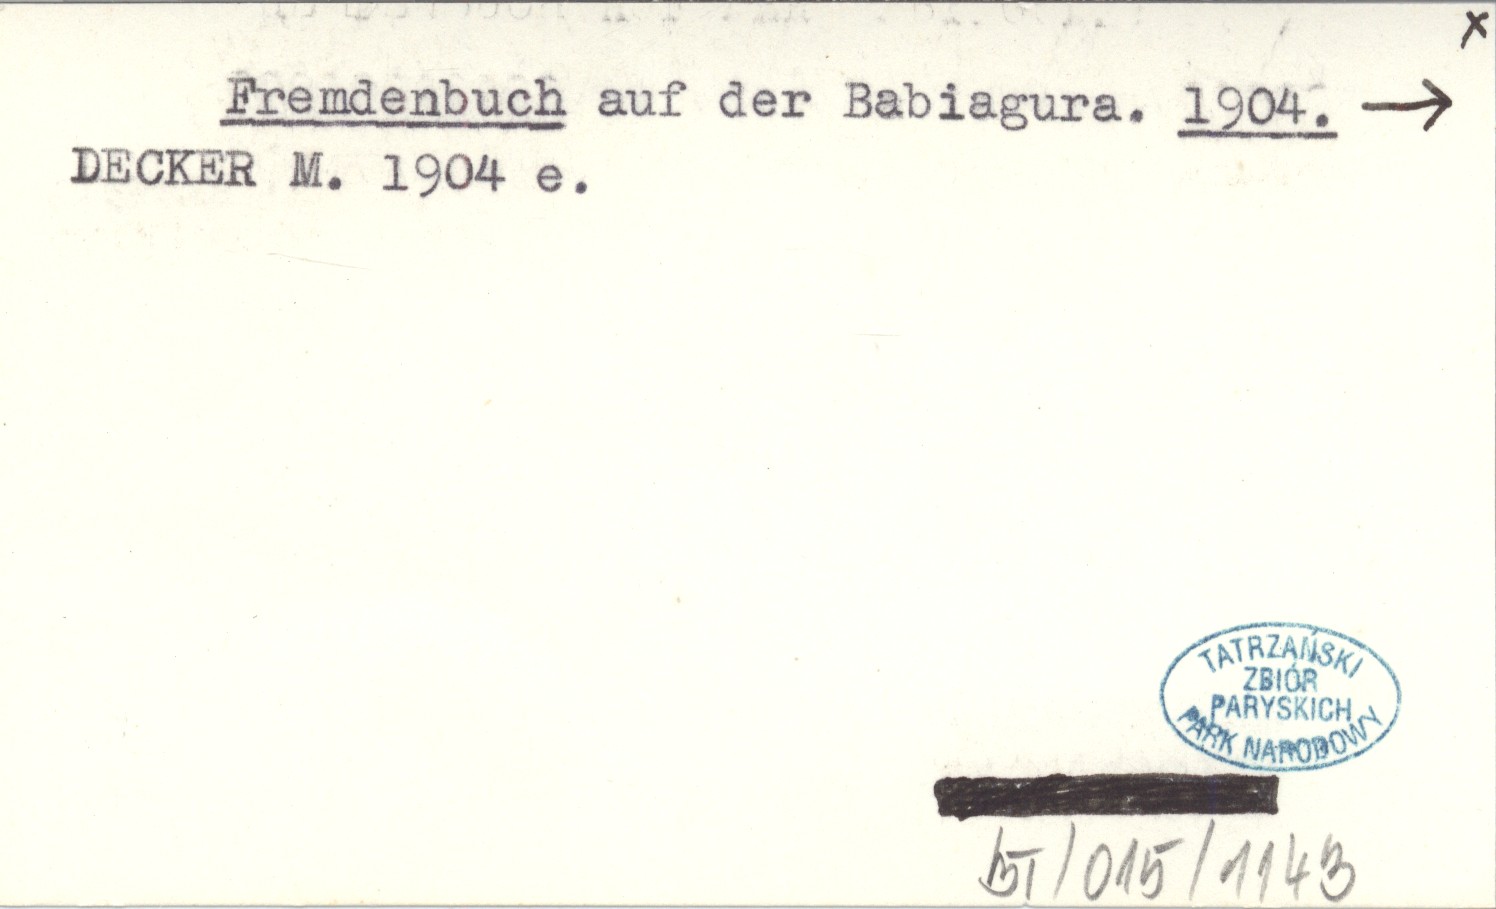 x
Fremdenbuch auf der Babiagura. 1904. →
DECKER M. 1904 e.
TATRZAŃSKI
ZBIÓR
PARYSKICH
PARK NARODOWY
BT/015/1143